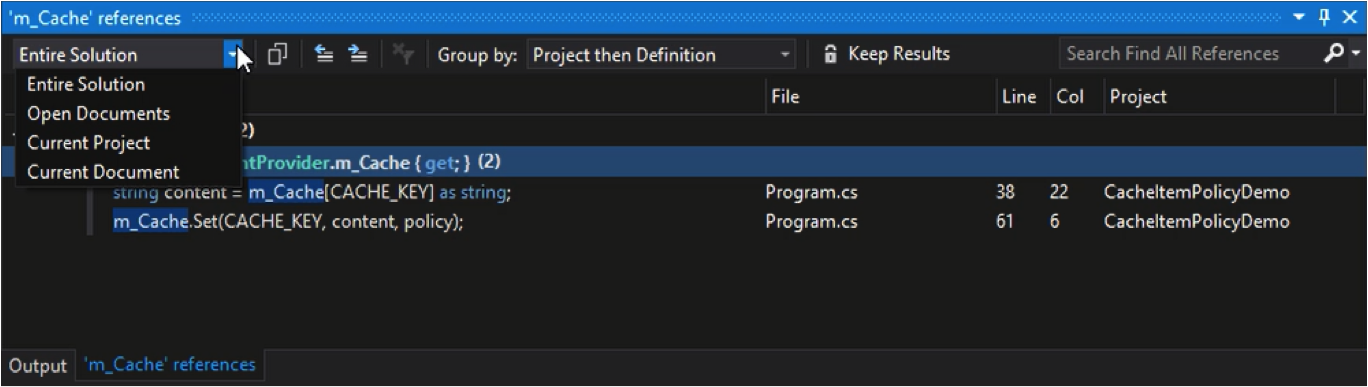 'm_Cache' references
Entire Solution Group by: Project then Definition Keep Results Search Find All References
Entire Solution
Open Documents
Current Project
Current Document
File Line Col Project
2)
ntProvider.m_Cache { get; } (2)
string content = m_Cache[CACHE_KEY] as string; Program.cs 38 22 CacheItemPolicyDemo
m_Cache.Set(CACHE_KEY, content, policy); Program.cs 61 6 CacheItemPolicyDemo
Output 'm_Cache' references